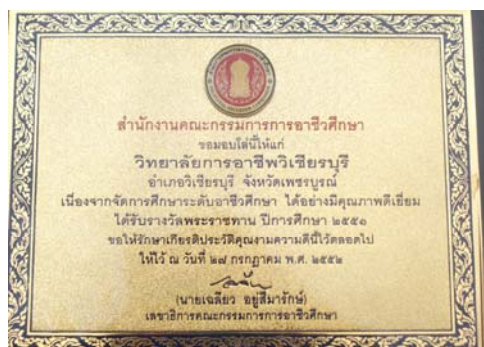 สำนักงานคณะกรรมการการอาชีวศึกษา
ขอมอบโล่นี้ให้แก่
วิทยาลัยการอาชีพวิเชียรบุรี
อำเภอวิเชียรบุรี จังหวัดเพชรบูรณ์
เนื่องจากจัดการศึกษาระดับอาชีวศึกษา ได้อย่างมีคุณภาพดีเยี่ยม
ได้รับรางวัลพระราชทาน ปีการศึกษา ๒๕๕๑
ขอให้รักษาเกียรติประวัติคุณงามความดีนี้ไว้ตลอดไป
ให้ไว้ ณ วันที่ ๒๗ กรกฎาคม พ.ศ. ๒๕๕๒
(นายเฉลียว อยู่สีมารักษ์)
เลขาธิการคณะกรรมการการอาชีวศึกษา